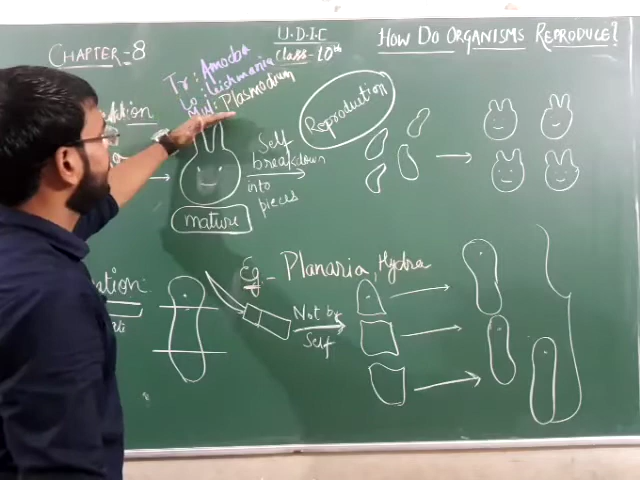 CHAPTER-8
U.D.I.C
class-10th
HOW DO ORGANISMS REPRODUCE?
Tr: Amoeba
Lo: Leishmania
Mul: Plasmodium
Reproduction
Self
breakdown
into
pieces
mature
Eg - Planaria, Hydra
Not by
Self